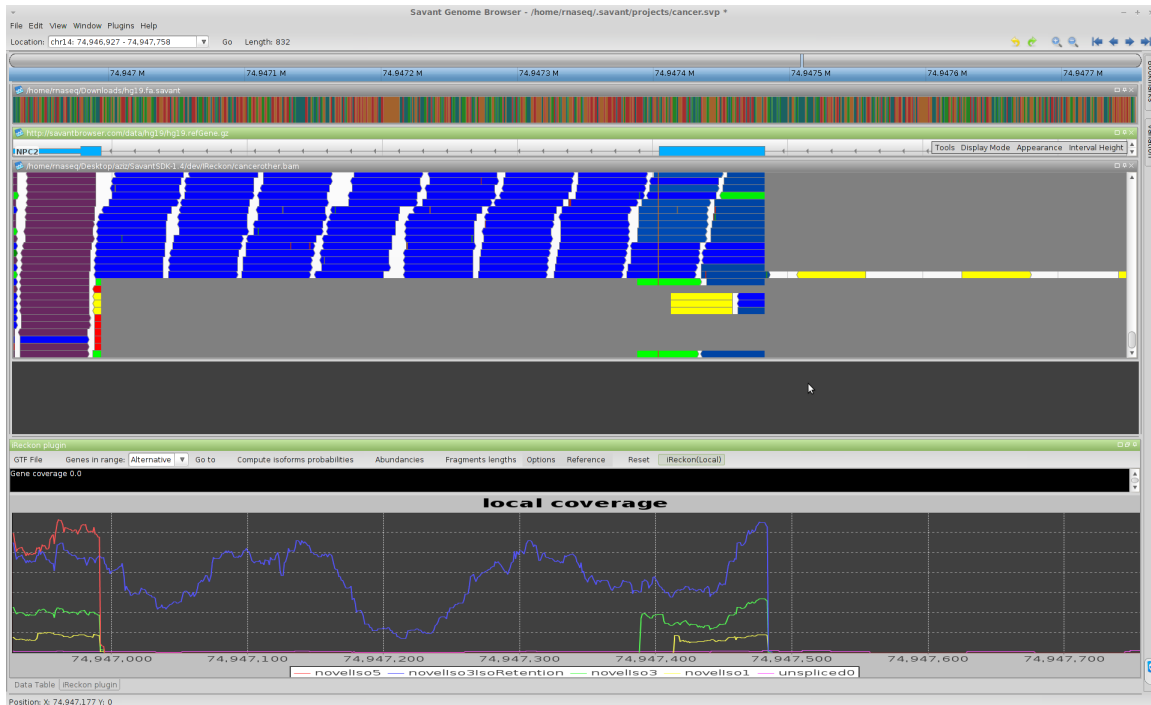 Savant Genome Browser - /home/rnaseq/.savant/projects/cancer.svp *
File Edit View Window Plugins Help
Location: chr14: 74,946,927 - 74,947,758 Go Length: 832
74.947 M 74.9471 M 74.9472 M 74.9473 M 74.9474 M 74.9475 M 74.9476 M 74.9477 M
Bookmarks
/home/rnaseq/Downloads/hg19.fa.savant
Variation
http://savantbrowser.com/data/hg19/hg19.refGene.gz
NPC2 Tools Display Mode Appearance Interval Height
/home/rnaseq/Desktop/aziz/SavantSDK-1.4/dev/IReckon/cancerother.bam
iReckon plugin
GTF File Genes in range: Alternative Go to Compute isoforms probabilities Abundances Fragments lengths Options Reference Reset iReckon(Local)
Gene coverage 0.0
local coverage
74,947,000 74,947,100 74,947,200 74,947,300 74,947,400 74,947,500 74,947,600 74,947,700
novelIso5 novelIso3IsoRetention novelIso3 novelIso1 unspliced0
Data Table iReckon plugin
Position: X: 74,947,177 Y: 0